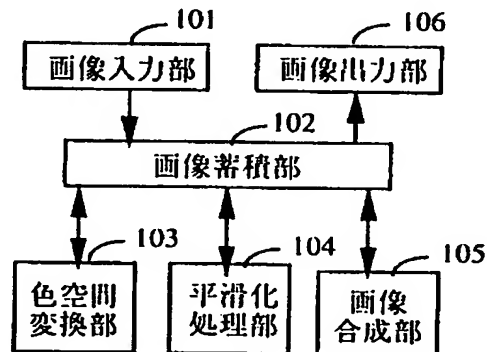 101
画像入力部
106
画像出力部
102
画像蓄積部
103
色空間
変換部
104
平滑化
処理部
105
画像
合成部